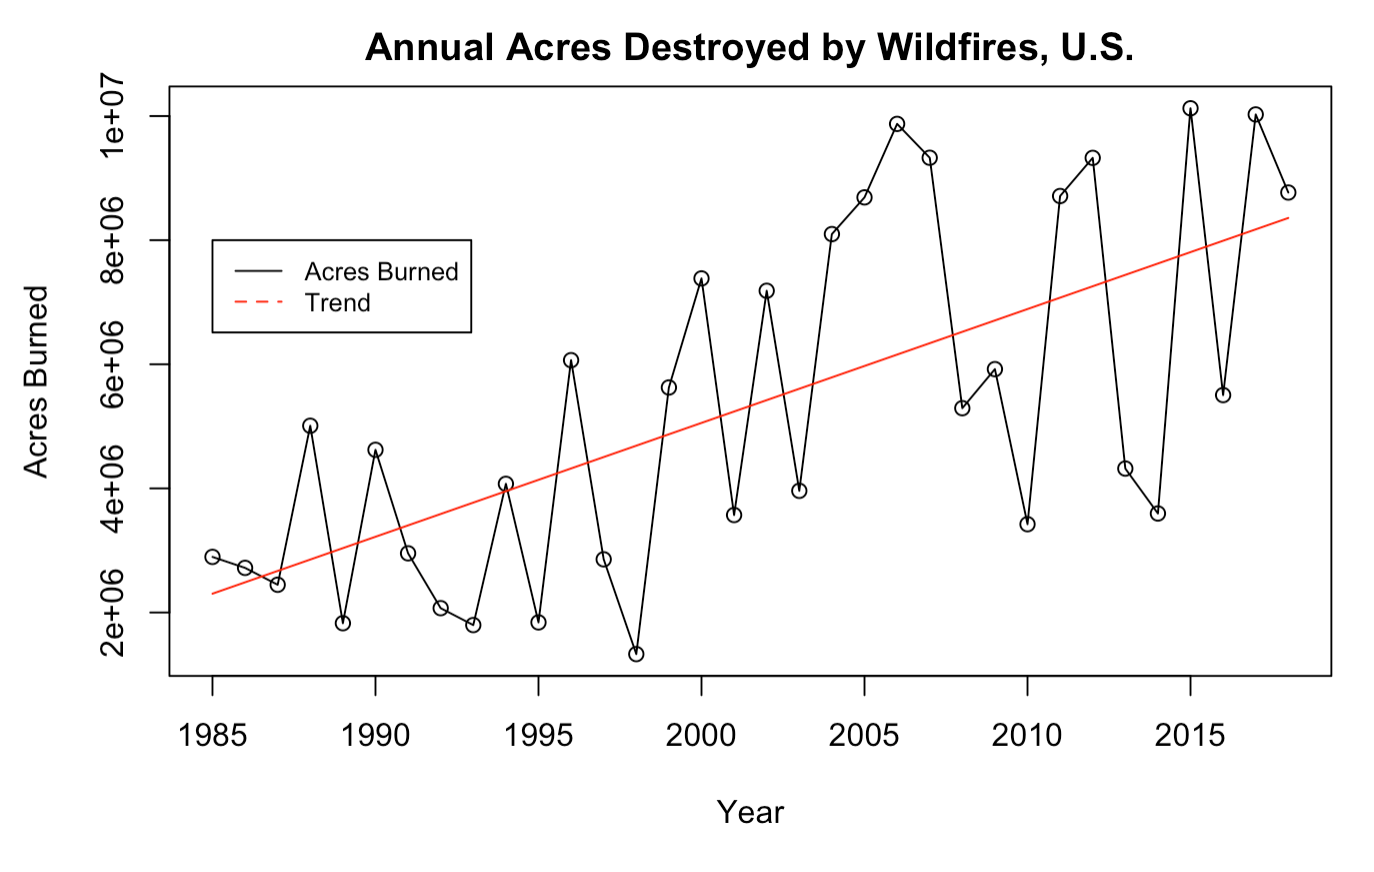 Annual Acres Destroyed by Wildfires, U.S.
Acres Burned
1e+07
8e+06
6e+06
4e+06
2e+06
Acres Burned
Trend
1985 1990 1995 2000 2005 2010 2015
Year